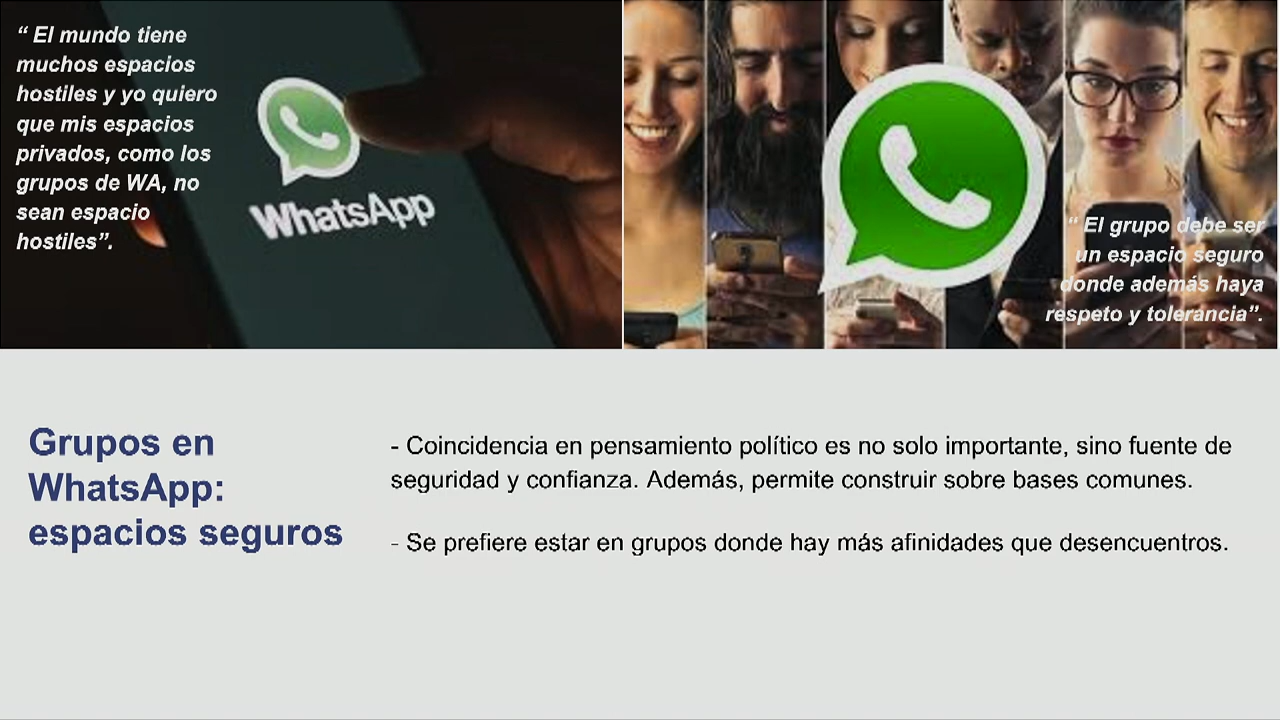 “ El mundo tiene
muchos espacios
hostiles y yo quiero
que mis espacios
privados, como los
grupos de WA, no
sean espacio
hostiles”.
WhatsApp
“ El grupo debe ser
un espacio seguro
donde además haya
respeto y tolerancia”.
Grupos en
WhatsApp:
espacios seguros
- Coincidencia en pensamiento político es no solo importante, sino fuente de
seguridad y confianza. Además, permite construir sobre bases comunes.
- Se prefiere estar en grupos donde hay más afinidades que desencuentros.